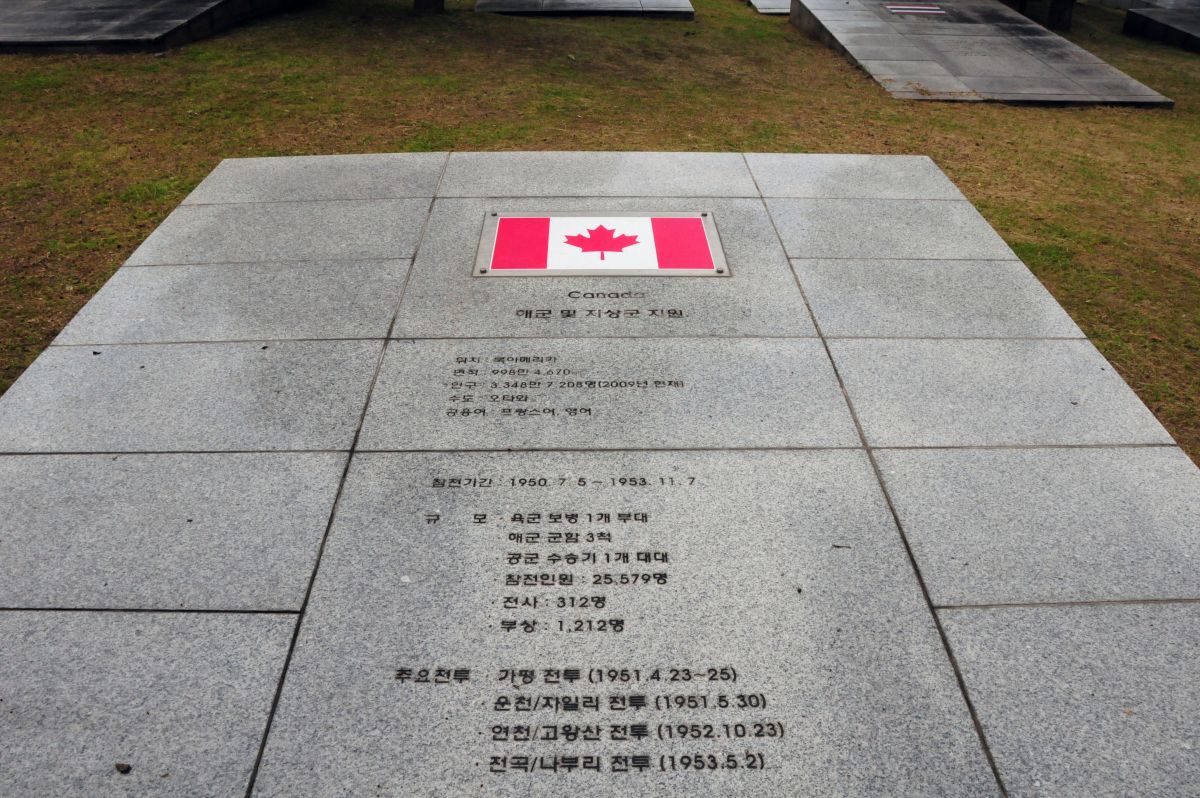 Canada
해군 및 지상군 지원
위치 : 북아메리카
면적 : 998만 4,670
인구 : 3,348만 7,208명(2009년 현재)
수도 : 오타와
공용어 : 프랑스어, 영어
참전기간 : 1950. 7. 5 ~ 1953. 11. 7
규 모 · 육군 보병 1개 부대
해군 군함 3척
공군 수송기 1개 대대
· 참전인원 : 25,579명
· 전사 : 312명
· 부상 : 1,212명
주요전투 · 가평 전투 (1951.4.23~25)
· 운천/자일리 전투 (1951.5.30)
· 연천/고왕산 전투 (1952.10.23)
· 전곡/나부리 전투 (1953.5.2)